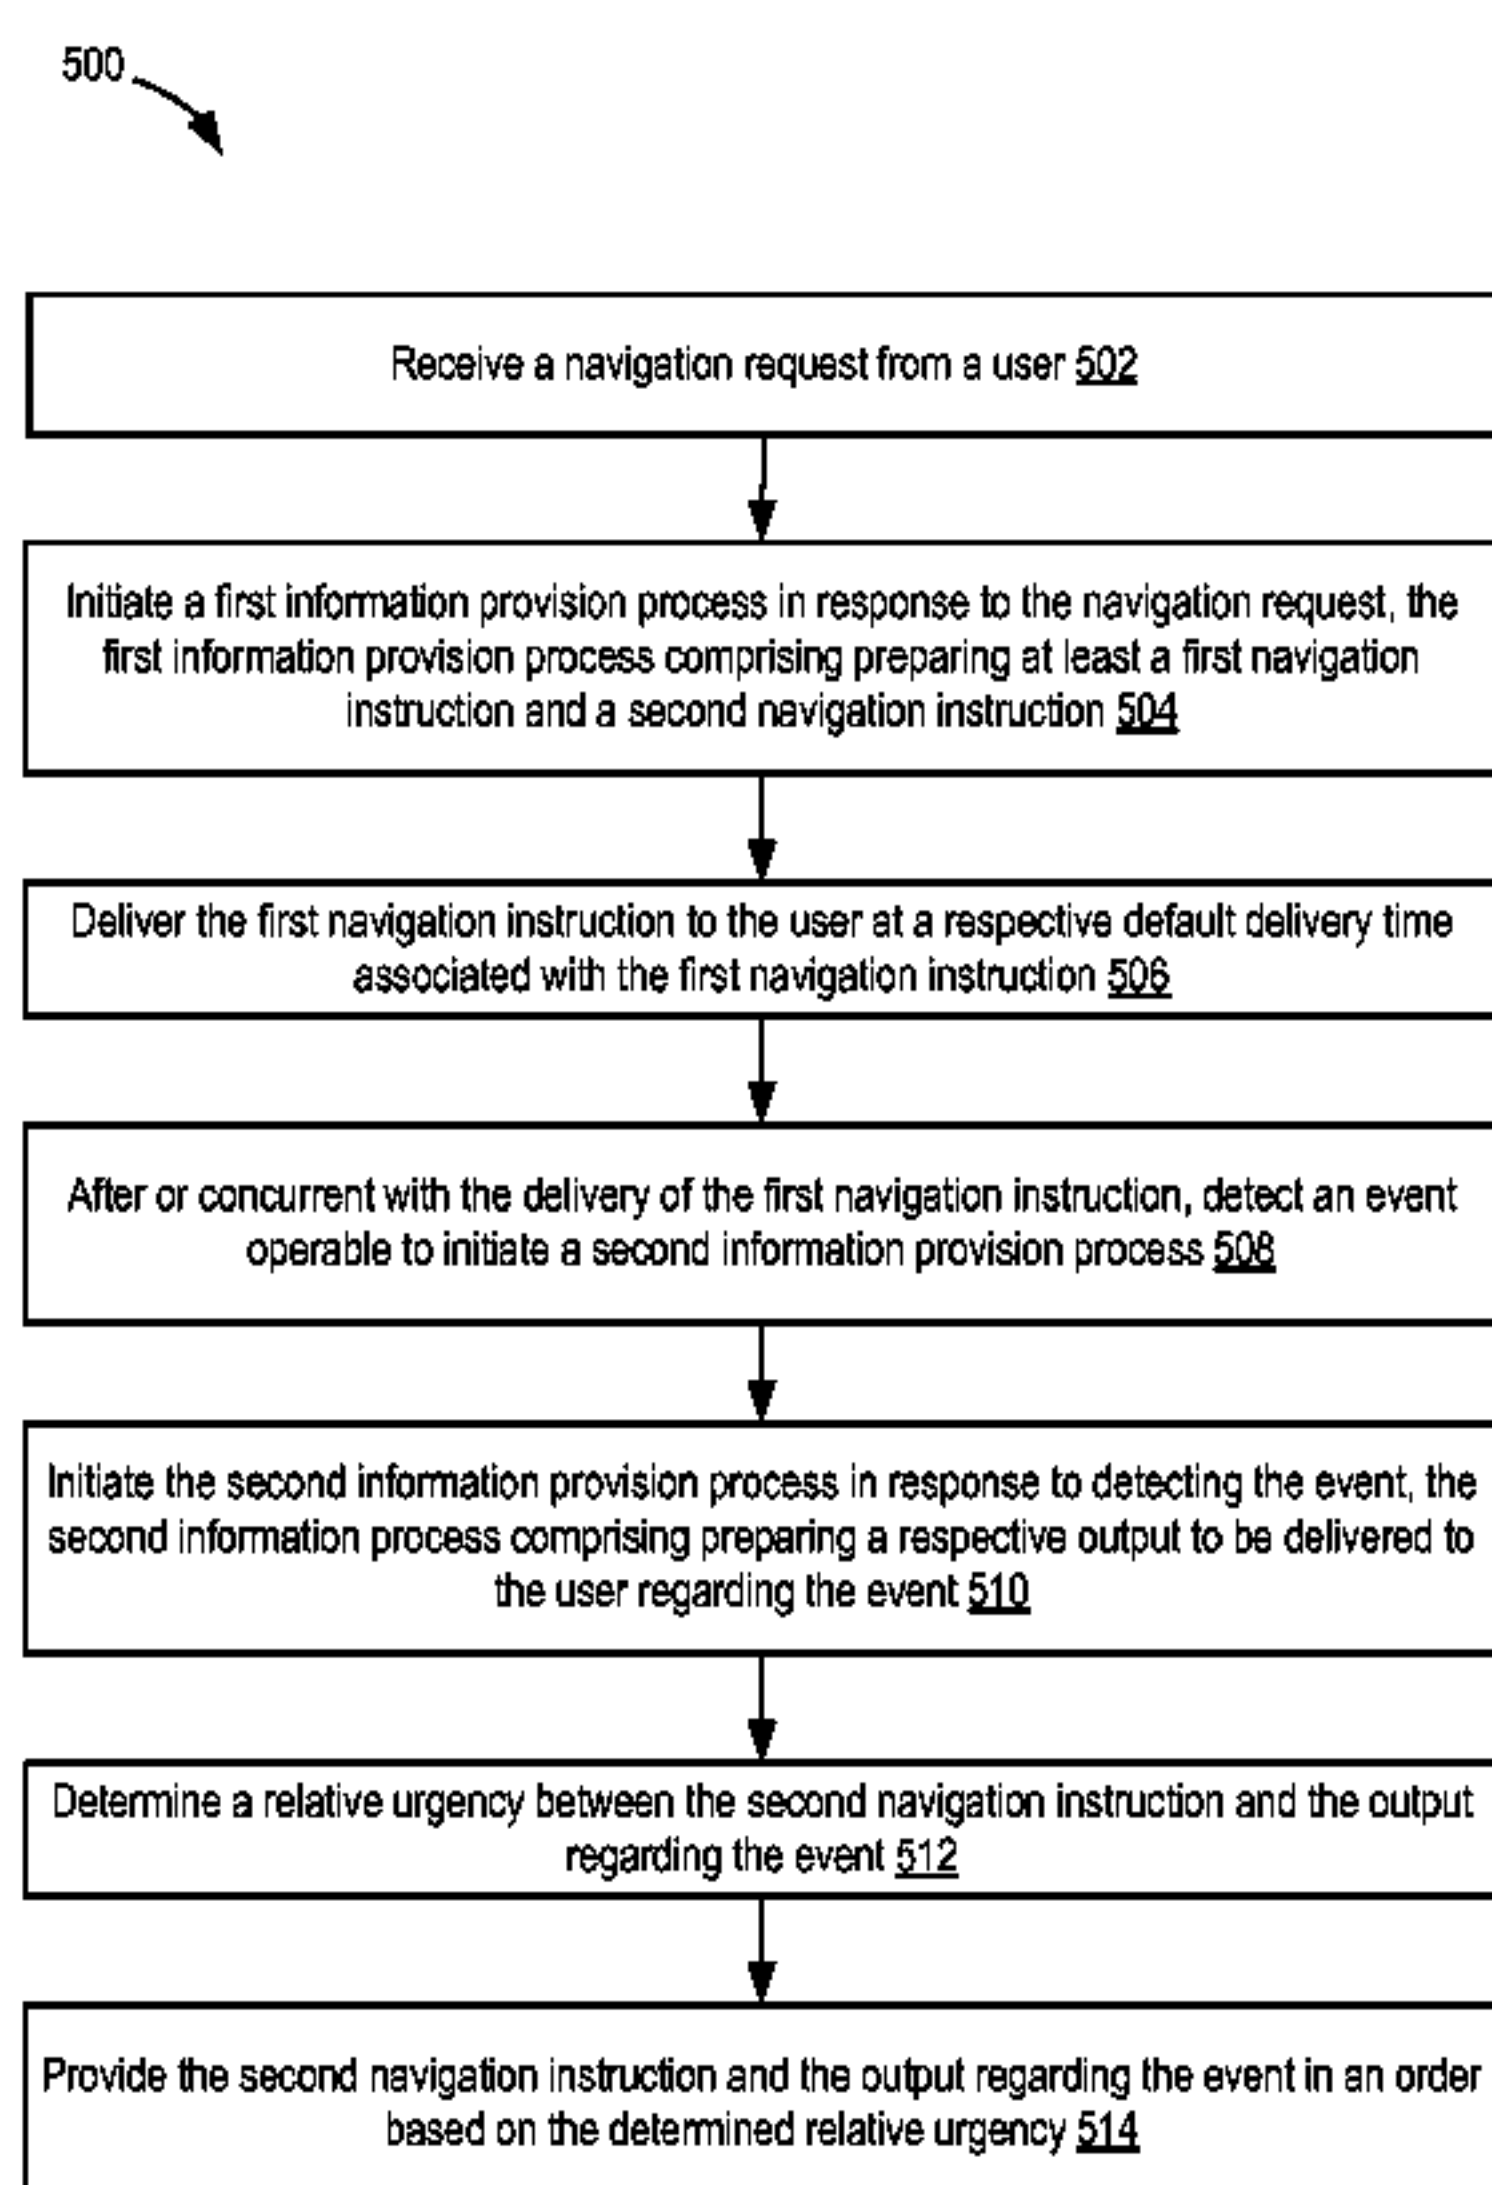 500
Receive a navigation request from a user 502
Initiate a first information provision process in response to the navigation request, the
first information provision process comprising preparing at least a first navigation
instruction and a second navigation instruction 504
Deliver the first navigation instruction to the user at a respective default delivery time
associated with the first navigation instruction 506
After or concurrent with the delivery of the first navigation instruction, detect an event
operable to initiate a second information provision process 508
Initiate the second information provision process in response to detecting the event, the
second information process comprising preparing a respective output to be delivered to
the user regarding the event 510
Determine a relative urgency between the second navigation instruction and the output
regarding the event 512
Provide the second navigation instruction and the output regarding the event in an order
based on the determined relative urgency 514